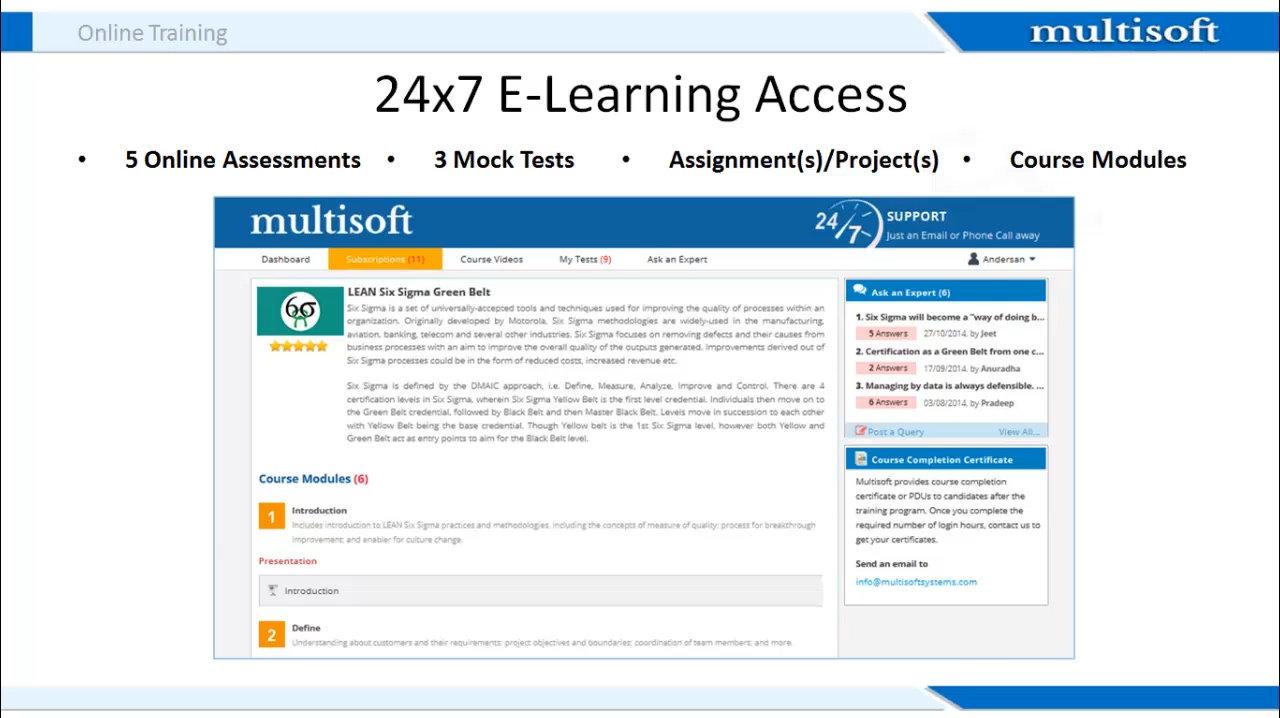 Online Training
multisoft
24x7 E-Learning Access
• 5 Online Assessments • 3 Mock Tests • Assignment(s)/Project(s) • Course Modules
multisoft
24/7
SUPPORT
Just an Email or Phone Call away
Dashboard Subscriptions (11) Course Videos My Tests (9) Ask an Expert Andersan
6σ
LEAN Six Sigma Green Belt
Six Sigma is a set of universally-accepted tools and techniques used for improving the quality of processes within an
organization. Originally developed by Motorola, Six Sigma methodologies are widely-used in the manufacturing,
aviation, banking, telecom and several other industries. Six Sigma focuses on removing defects and their causes from
business processes with an aim to improve the overall quality of the outputs generated. Improvements derived out of
Six Sigma processes could be in the form of reduced costs, increased revenue etc.
Six Sigma is defined by the DMAIC approach, i.e. Define, Measure, Analyze, Improve and Control. There are 4
certification levels in Six Sigma, wherein Six Sigma Yellow Belt is the first level credential. Individuals then move on to
the Green Belt credential, followed by Black Belt and then Master Black Belt. Levels move in succession to each other
with Yellow Belt being the base credential. Though Yellow belt is the 1st Six Sigma level, however both Yellow and
Green Belt act as entry points to aim for the Black Belt level.
Course Modules (6)
1 Introduction
Includes introduction to LEAN Six Sigma practices and methodologies, including the concepts of measure of quality; process for breakthrough
improvement; and enabler for culture change.
Presentation
Introduction
2 Define
Understanding about customers and their requirements; project objectives and boundaries; coordination of team members; and more.
Ask an Expert (6)
1. Six Sigma will become a "way of doing b...
5 Answers 27/10/2014, by Jeet
2. Certification as a Green Belt from one c...
2 Answers 17/09/2014, by Anuradha
3. Managing by data is always defensible. ...
6 Answers 03/08/2014, by Pradeep
Post a Query View All...
Course Completion Certificate
Multisoft provides course completion
certificate or PDUs to candidates after the
training program. Once you complete the
required number of login hours, contact us to
get your certificates.
Send an email to
info@multisoftsystems.com